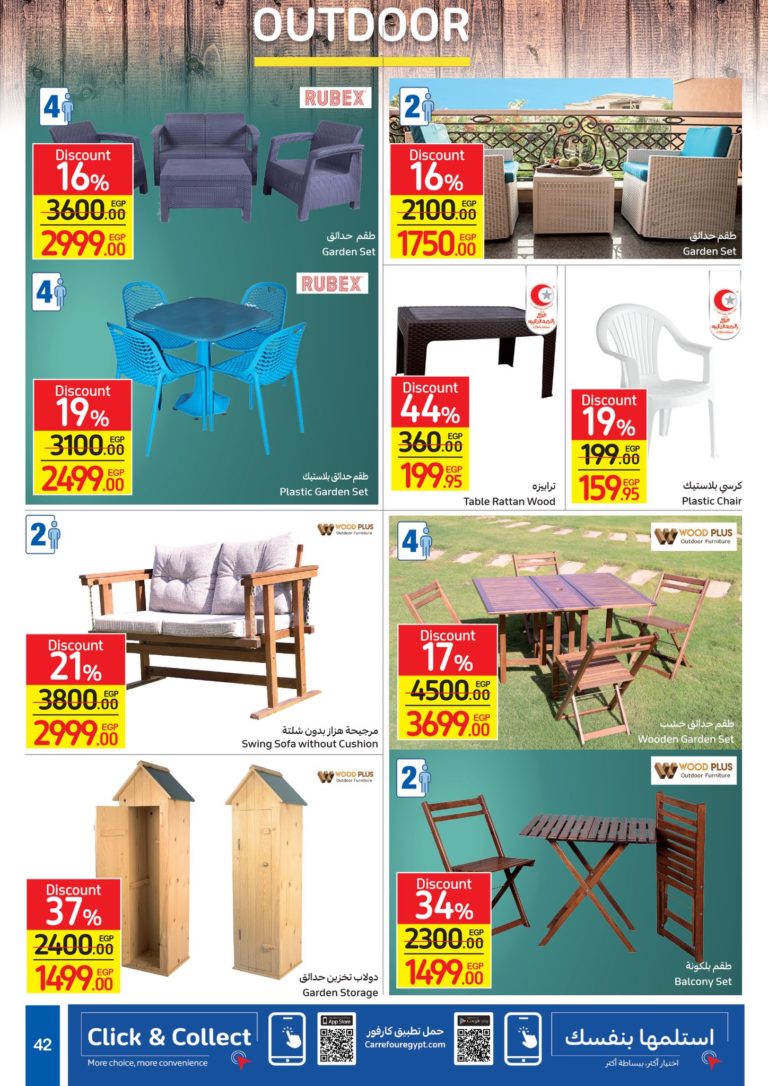 OUTDOOR
4
RUBEX
Discount
16%
3600.00 EGP
2999.00 EGP
طقم حدائق
Garden Set
2
Discount
16%
2100.00 EGP
1750.00 EGP
طقم حدائق
Garden Set
4
RUBEX
Discount
19%
3100.00 EGP
2499.00 EGP
طقم حدائق بلاستيك
Plastic Garden Set
Discount
44%
360.00 EGP
199.95 EGP
ترابيزه
Table Rattan Wood
Discount
19%
199.00 EGP
159.95 EGP
كرسي بلاستيك
Plastic Chair
2
WOOD PLUS
Outdoor Furniture
Discount
21%
3800.00 EGP
2999.00 EGP
مرجيحة هزاز بدون شلتة
Swing Sofa without Cushion
4
WOOD PLUS
Outdoor Furniture
Discount
17%
4500.00 EGP
3699.00 EGP
طقم حدائق خشب
Wooden Garden Set
WOOD PLUS
Outdoor Furniture
Discount
37%
2400.00 EGP
1499.00 EGP
دولاب تخزين حدائق
Garden Storage
2
WOOD PLUS
Outdoor Furniture
Discount
34%
2300.00 EGP
1499.00 EGP
طقم بلكونة
Balcony Set
42
Click & Collect
More choice, more convenience
App Store
حمل تطبيق كارفور
Carrefouregypt.com
Google play
استلمها بنفسك
اختيار أكتر، ببساطة أكتر